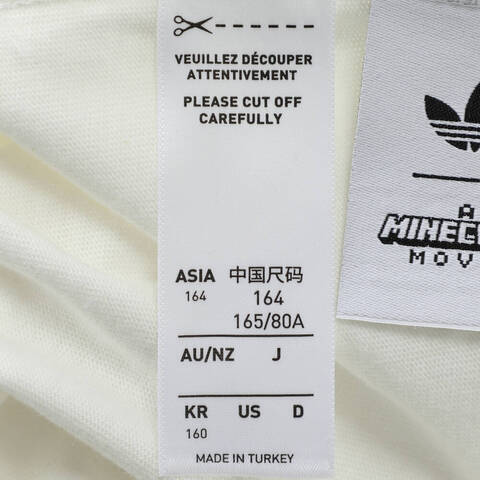 VEUILLEZ DÉCOUPER
ATTENTIVEMENT
PLEASE CUT OFF
CAREFULLY
ASIA 中国尺码
164 164
165/80A
AU/NZ J
KR US D
160
MADE IN TURKEY
A
MOV